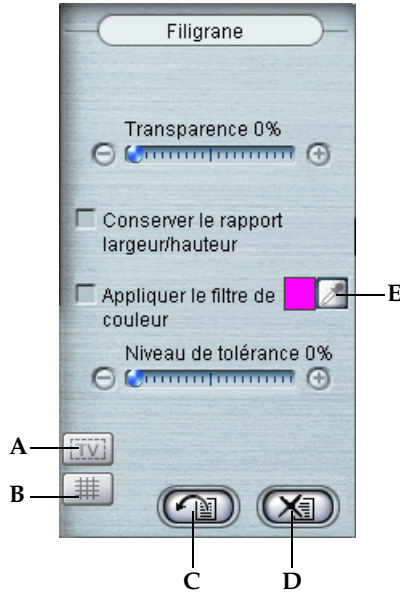 Filigrane
Transparence 0%
Conserver le rapport
largeur/hauteur
Appliquer le filtre de
couleur
E
Niveau de tolérance 0%
A
TV
B
C
D